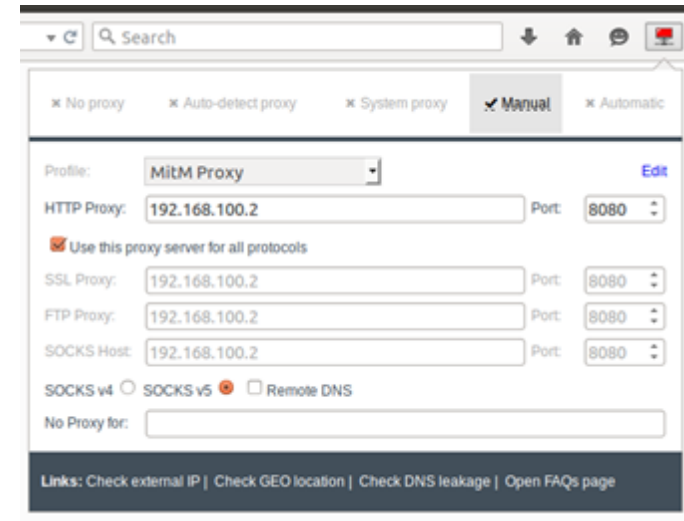 Search
No proxy Auto-detect proxy System proxy Manual Automatic
Profile: MitM Proxy Edit
HTTP Proxy: 192.168.100.2 Port: 8080
Use this proxy server for all protocols
SSL Proxy: 192.168.100.2 Port: 8080
FTP Proxy: 192.168.100.2 Port: 8080
SOCKS Host: 192.168.100.2 Port: 8080
SOCKS v4 SOCKS v5 Remote DNS
No Proxy for:
Links: Check external IP | Check GEO location | Check DNS leakage | Open FAQs page